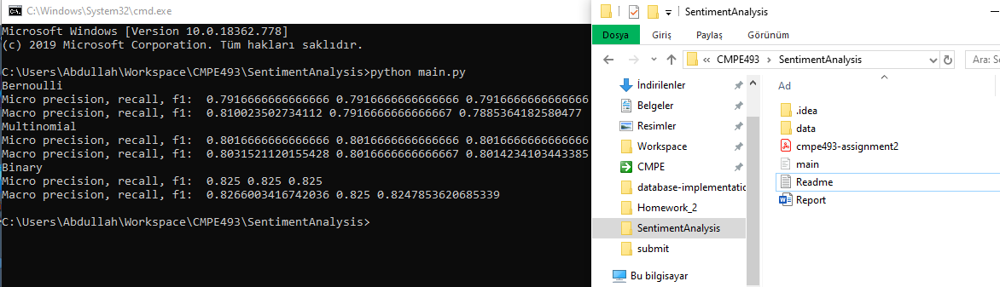 C:\Windows\System32\cmd.exe
Microsoft Windows [Version 10.0.18362.778]
(c) 2019 Microsoft Corporation. Tüm hakları saklıdır.
C:\Users\Abdullah\Workspace\CMPE493\SentimentAnalysis>python main.py
Bernoulli
Micro precision, recall, f1:  0.7916666666666666 0.7916666666666666 0.7916666666666666
Macro precision, recall, f1:  0.810023502734112 0.7916666666666667 0.7885364182580477
Multinomial
Micro precision, recall, f1:  0.8016666666666666 0.8016666666666666 0.8016666666666666
Macro precision, recall, f1:  0.8031521120155428 0.8016666666666667 0.8014234103443385
Binary
Micro precision, recall, f1:  0.825 0.825 0.825
Macro precision, recall, f1:  0.8266003416742036 0.825 0.8247853620685339
C:\Users\Abdullah\Workspace\CMPE493\SentimentAnalysis>
SentimentAnalysis
Dosya Giriş Paylaş Görünüm
« CMPE493 > SentimentAnalysis
Ara: Se
İndirilenler
Belgeler
Resimler
Workspace
CMPE
database-implementatic
Homework_2
SentimentAnalysis
submit
Bu bilgisayar
Ad
.idea
data
cmpe493-assignment2
main
Readme
Report